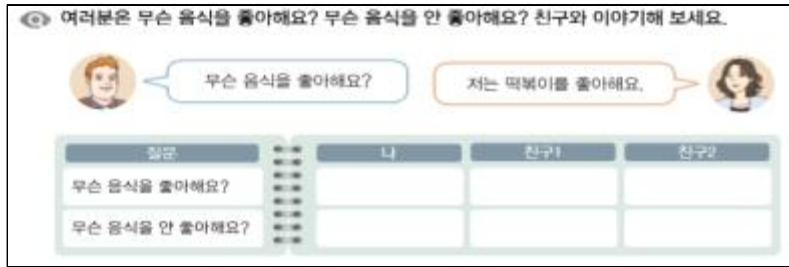 여러분은 무슨 음식을 좋아해요? 무슨 음식을 안 좋아해요? 친구와 이야기해 보세요.
무슨 음식을 좋아해요?
저는 떡볶이를 좋아해요.
질문 나 친구1 친구2
무슨 음식을 좋아해요?
무슨 음식을 안 좋아해요?